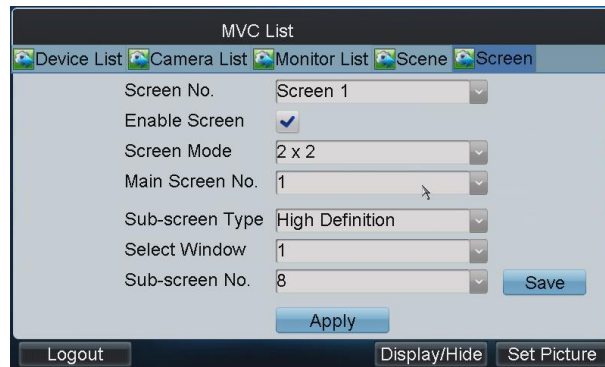 MVC List
Device List Camera List Monitor List Scene Screen
Screen No. Screen 1
Enable Screen
Screen Mode 2 x 2
Main Screen No. 1
Sub-screen Type High Definition
Select Window 1
Sub-screen No. 8 Save
Apply
Logout Display/Hide Set Picture